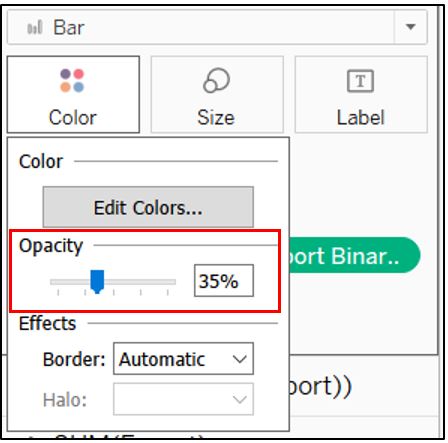 Bar
Color Size Label
Color
Edit Colors...
Opacity
35%
port Binar..
Effects
Border: Automatic
port))
Halo: